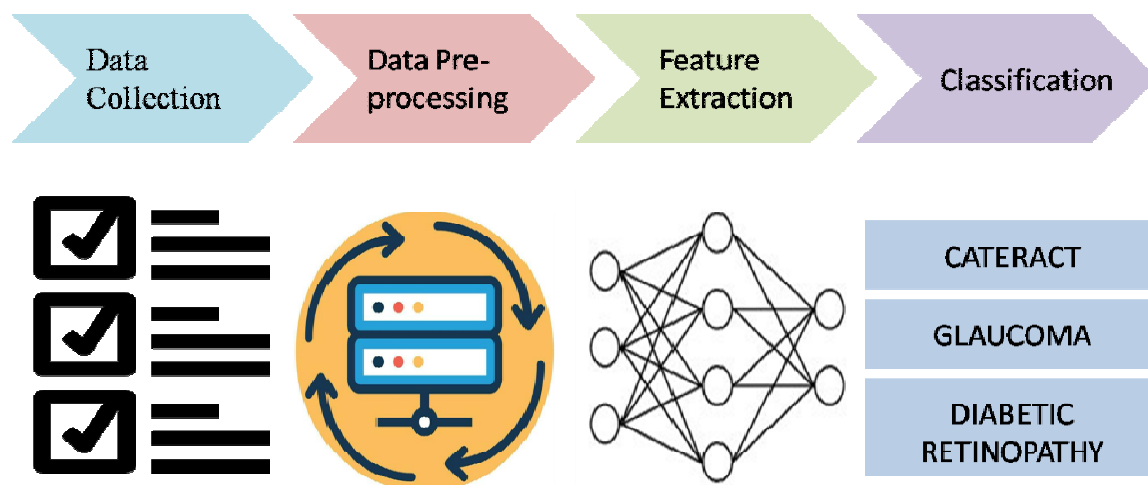 Data
Collection
Data Pre-
processing
Feature
Extraction
Classification
CATERACT
GLAUCOMA
DIABETIC
RETINOPATHY